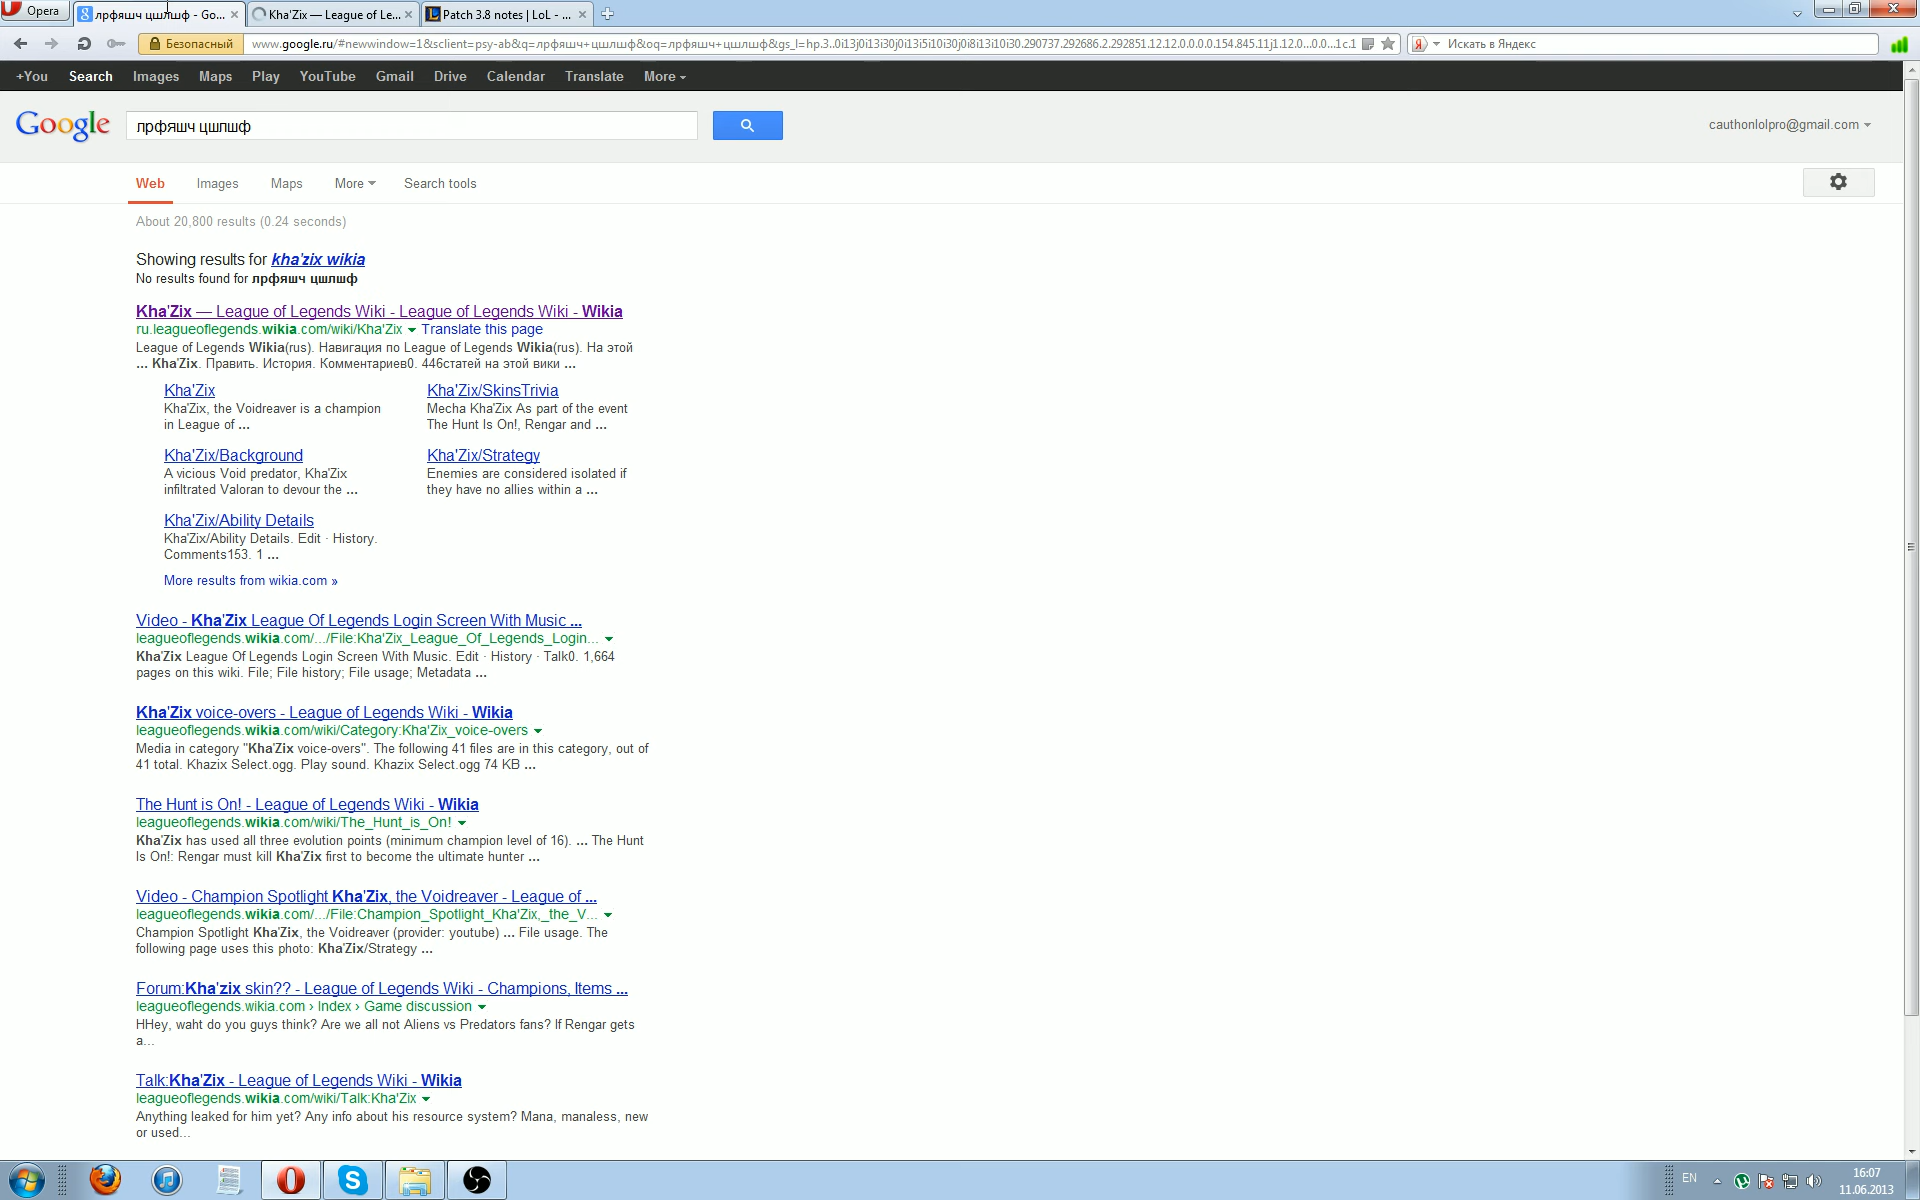 Opera
лрфяшч цшлшф - Go...
Kha'Zix — League of Le...
Patch 3.8 notes | LoL - ...
Безопасный
www.google.ru/#newwindow=1&sclient=psy-ab&q=лрфяшч+цшлшф&oq=лрфяшч+цшлшф&gs_l=hp.3..0i13j0i13i30j0i13i5i10i30j0i8i13i10i30.290737.292686.2.292851.12.12.0.0.0.0.154.845.11j1.12.0...0.0...1c.1
Искать в Яндекс
+You Search Images Maps Play YouTube Gmail Drive Calendar Translate More
Google
лрфяшч цшлшф
cauthonlolpro@gmail.com
Web Images Maps More Search tools
About 20,800 results (0.24 seconds)
Showing results for kha'zix wikia
No results found for лрфяшч цшлшф
Kha'Zix — League of Legends Wiki - League of Legends Wiki - Wikia
ru.leagueoflegends.wikia.com/wiki/Kha'Zix Translate this page
League of Legends Wikia(rus). Навигация по League of Legends Wikia(rus). На этой
... Kha'Zix. Править. История. Комментариев0. 446статей на этой вики ...
Kha'Zix
Kha'Zix, the Voidreaver is a champion
in League of ...
Kha'Zix/SkinsTrivia
Mecha Kha'Zix As part of the event
The Hunt Is On!, Rengar and ...
Kha'Zix/Background
A vicious Void predator, Kha'Zix
infiltrated Valoran to devour the ...
Kha'Zix/Strategy
Enemies are considered isolated if
they have no allies within a ...
Kha'Zix/Ability Details
Kha'Zix/Ability Details. Edit · History.
Comments153. 1 ...
More results from wikia.com »
Video - Kha'Zix League Of Legends Login Screen With Music ...
leagueoflegends.wikia.com/.../File:Kha'Zix_League_Of_Legends_Login...
Kha'Zix League Of Legends Login Screen With Music. Edit · History · Talk0. 1,664
pages on this wiki. File; File history; File usage; Metadata ...
Kha'Zix voice-overs - League of Legends Wiki - Wikia
leagueoflegends.wikia.com/wiki/Category:Kha'Zix_voice-overs
Media in category "Kha'Zix voice-overs". The following 41 files are in this category, out of
41 total. Khazix Select.ogg. Play sound. Khazix Select.ogg 74 KB ...
The Hunt is On! - League of Legends Wiki - Wikia
leagueoflegends.wikia.com/wiki/The_Hunt_is_On!
Kha'Zix has used all three evolution points (minimum champion level of 16). ... The Hunt
Is On!: Rengar must kill Kha'Zix first to become the ultimate hunter ...
Video - Champion Spotlight Kha'Zix, the Voidreaver - League of ...
leagueoflegends.wikia.com/.../File:Champion_Spotlight_Kha'Zix,_the_V...
Champion Spotlight Kha'Zix, the Voidreaver (provider: youtube) ... File usage. The
following page uses this photo: Kha'Zix/Strategy ...
Forum:Kha'zix skin?? - League of Legends Wiki - Champions, Items ...
leagueoflegends.wikia.com › Index › Game discussion
HHey, waht do you guys think? Are we all not Aliens vs Predators fans? If Rengar gets
a...
Talk:Kha'Zix - League of Legends Wiki - Wikia
leagueoflegends.wikia.com/wiki/Talk:Kha'Zix
Anything leaked for him yet? Any info about his resource system? Mana, manaless, new
or used...
EN
16:07
11.06.2013